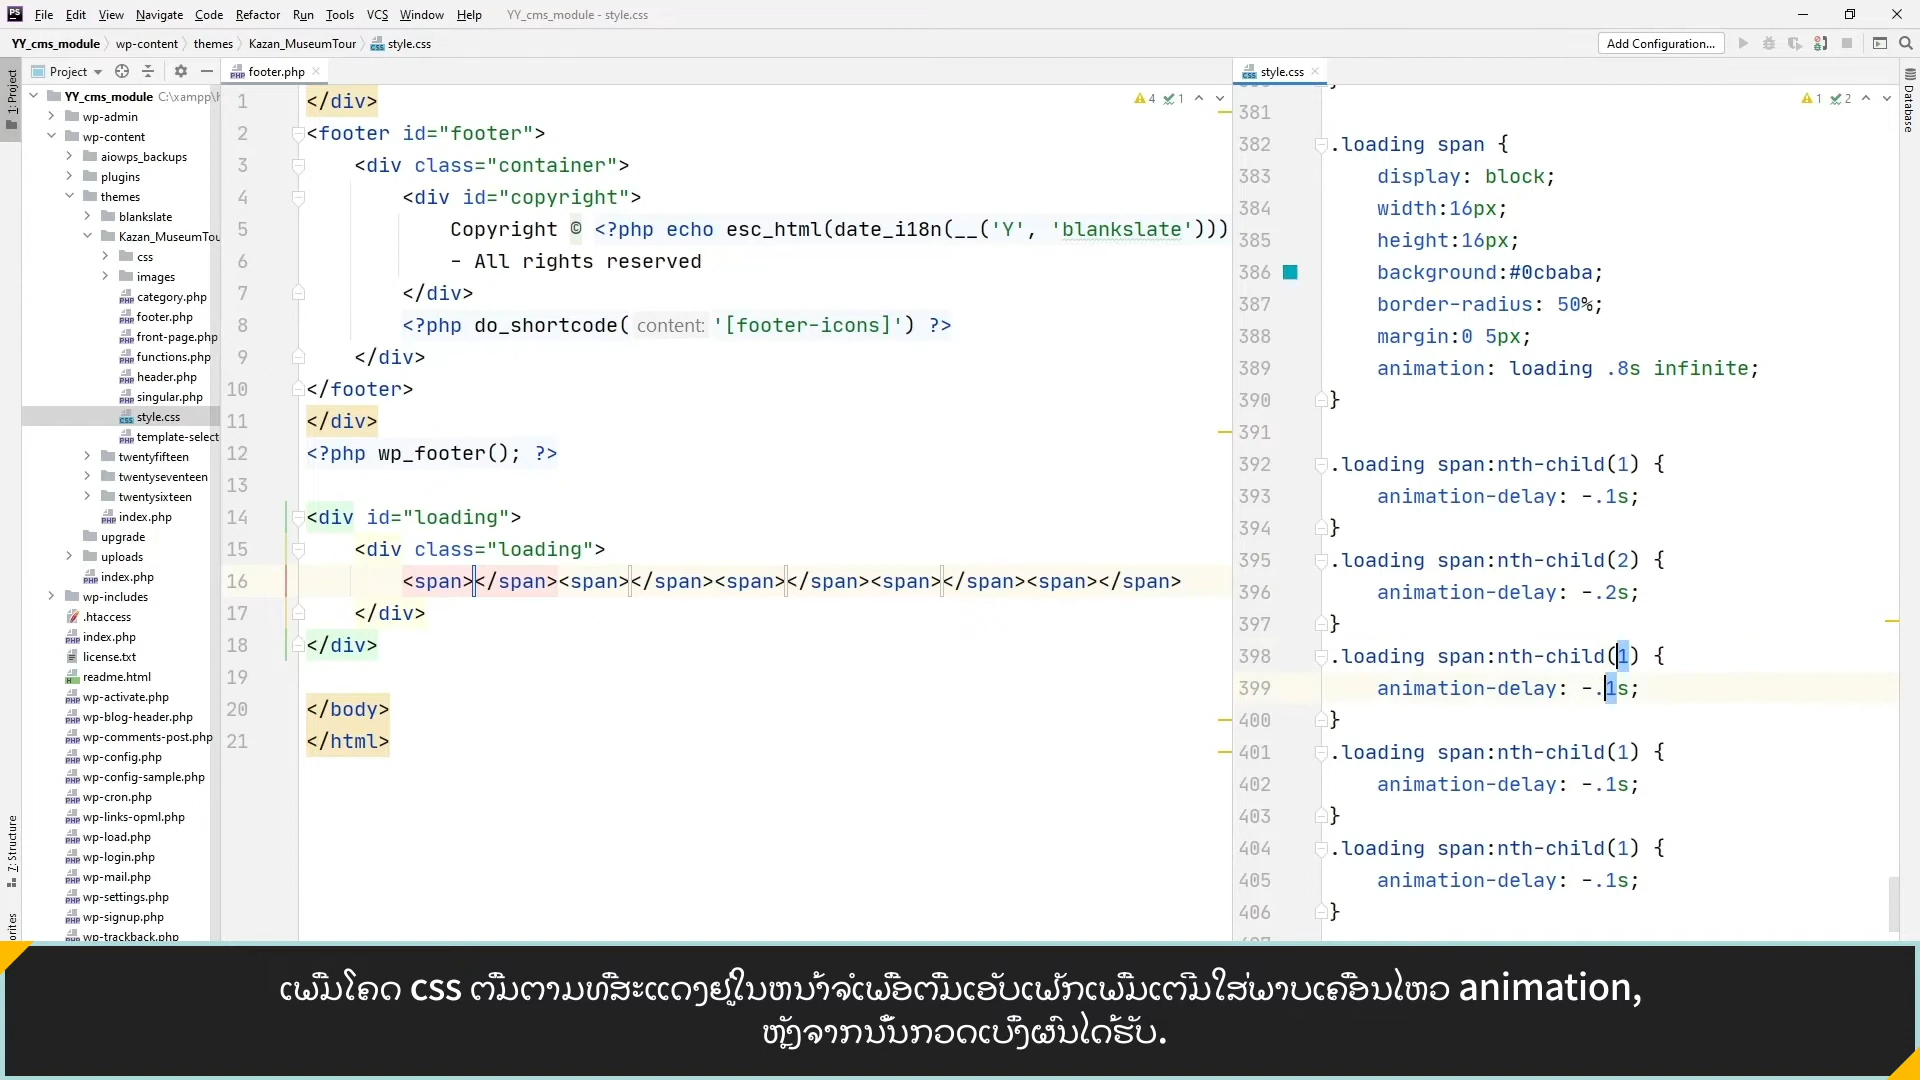 File Edit View Navigate Code Refactor Run Tools VCS Window Help YY_cms_module - style.css
YY_cms_module wp-content themes Kazan_MuseumTour style.css
Add Configuration...
Project
footer.php
style.css
1: Project
7: Structure
Database
YY_cms_module C:\xampp\h
wp-admin
wp-content
aiowps_backups
plugins
themes
blankslate
Kazan_MuseumTou
css
images
category.php
footer.php
front-page.php
functions.php
header.php
singular.php
style.css
template-select
twentyfifteen
twentyseventeen
twentysixteen
index.php
upgrade
uploads
index.php
wp-includes
.htaccess
index.php
license.txt
readme.html
wp-activate.php
wp-blog-header.php
wp-comments-post.php
wp-config.php
wp-config-sample.php
wp-cron.php
wp-links-opml.php
wp-load.php
wp-login.php
wp-mail.php
wp-settings.php
wp-signup.php
wp-trackback.php
4 1
1 </div>
2 <footer id="footer">
3 <div class="container">
4 <div id="copyright">
5 Copyright © <?php echo esc_html(date_i18n(__('Y', 'blankslate')))
6 - All rights reserved
7 </div>
8 <?php do_shortcode( content: '[footer-icons]') ?>
9 </div>
10 </footer>
11 </div>
12 <?php wp_footer(); ?>
13
14 <div id="loading">
15 <div class="loading">
16 <span></span><span></span><span></span><span></span><span></span>
17 </div>
18 </div>
19
20 </body>
21 </html>
1 2
381
382 .loading span {
383 display: block;
384 width:16px;
385 height:16px;
386 background:#0cbaba;
387 border-radius: 50%;
388 margin:0 5px;
389 animation: loading .8s infinite;
390 }
391
392 .loading span:nth-child(1) {
393 animation-delay: -.1s;
394 }
395 .loading span:nth-child(2) {
396 animation-delay: -.2s;
397 }
398 .loading span:nth-child(1) {
399 animation-delay: -.1s;
400 }
401 .loading span:nth-child(1) {
402 animation-delay: -.1s;
403 }
404 .loading span:nth-child(1) {
405 animation-delay: -.1s;
406 }
ເພີ່ມໂຄດ CSS ຕື່ມຕາມທີ່ສະແດງຢູ່ໃນຫນ້າຈໍເພື່ອຕື່ມເອັບເຟັກເພີ່ມເຕີມໃສ່ພາບເຄື່ອນໄຫວ animation,
ຫຼັງຈາກນັ້ນກວດເບິ່ງຜົນໄດ້ຮັບ.